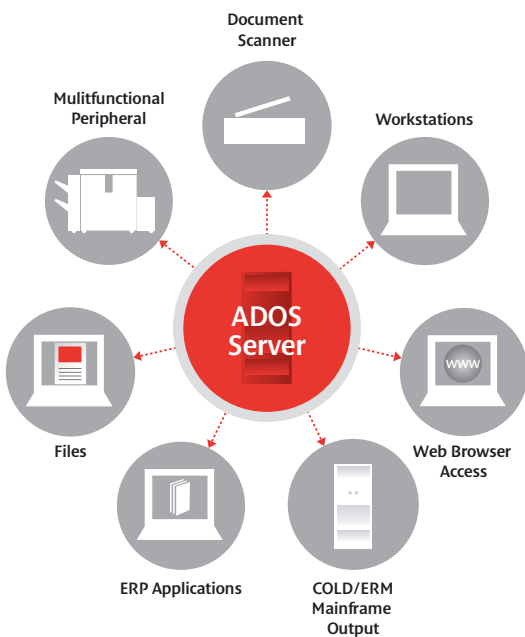 Document
Scanner
Mulitfunctional
Peripheral
Workstations
ADOS
Server
Files
www
Web Browser
Access
ERP Applications
COLD/ERM
Mainframe
Output